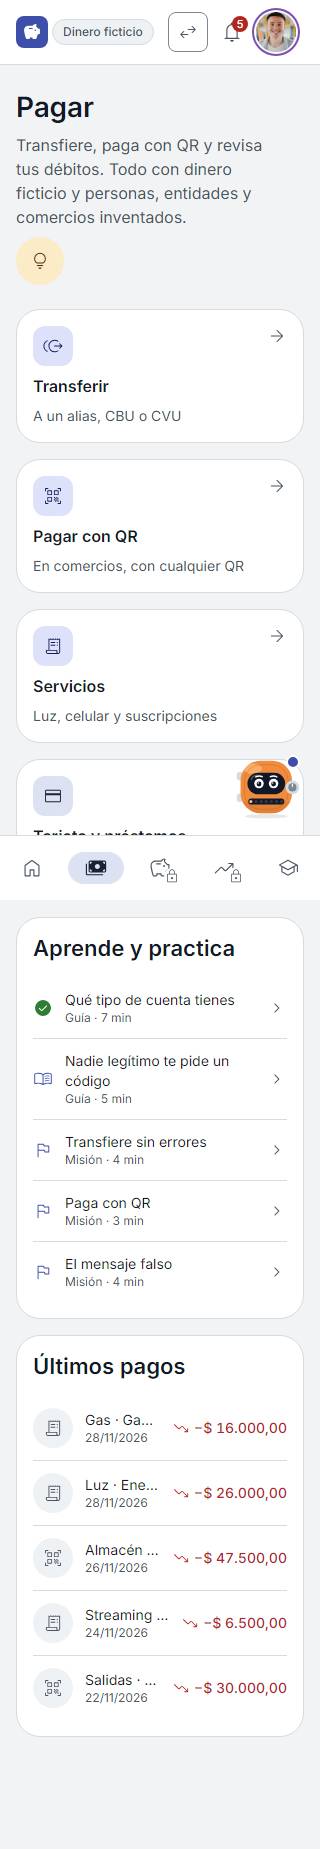 Dinero ficticio
5
Pagar
Transfiere, paga con QR y revisa
tus débitos. Todo con dinero
ficticio y personas, entidades y
comercios inventados.
Transferir
A un alias, CBU o CVU
Pagar con QR
En comercios, con cualquier QR
Servicios
Luz, celular y suscripciones
Aprende y practica
Qué tipo de cuenta tienes
Guía · 7 min
Nadie legítimo te pide un
código
Guía · 5 min
Transfiere sin errores
Misión · 4 min
Paga con QR
Misión · 3 min
El mensaje falso
Misión · 4 min
Últimos pagos
Gas · Ga...
28/11/2026
−$ 16.000,00
Luz · Ene...
28/11/2026
−$ 26.000,00
Almacén ...
26/11/2026
−$ 47.500,00
Streaming ...
24/11/2026
−$ 6.500,00
Salidas · ...
22/11/2026
−$ 30.000,00